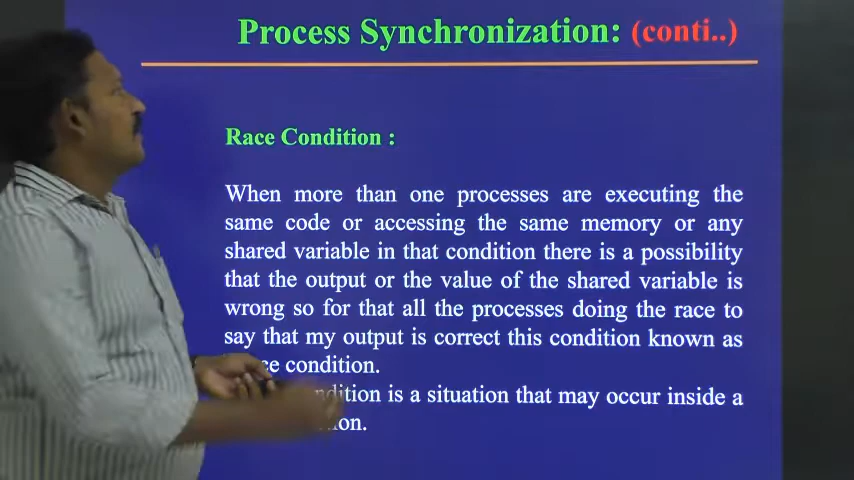 Process Synchronization: (conti..)
Race Condition :
When more than one processes are executing the
same code or accessing the same memory or any
shared variable in that condition there is a possibility
that the output or the value of the shared variable is
wrong so for that all the processes doing the race to
say that my output is correct this condition known as
condition.
is a situation that may occur inside a